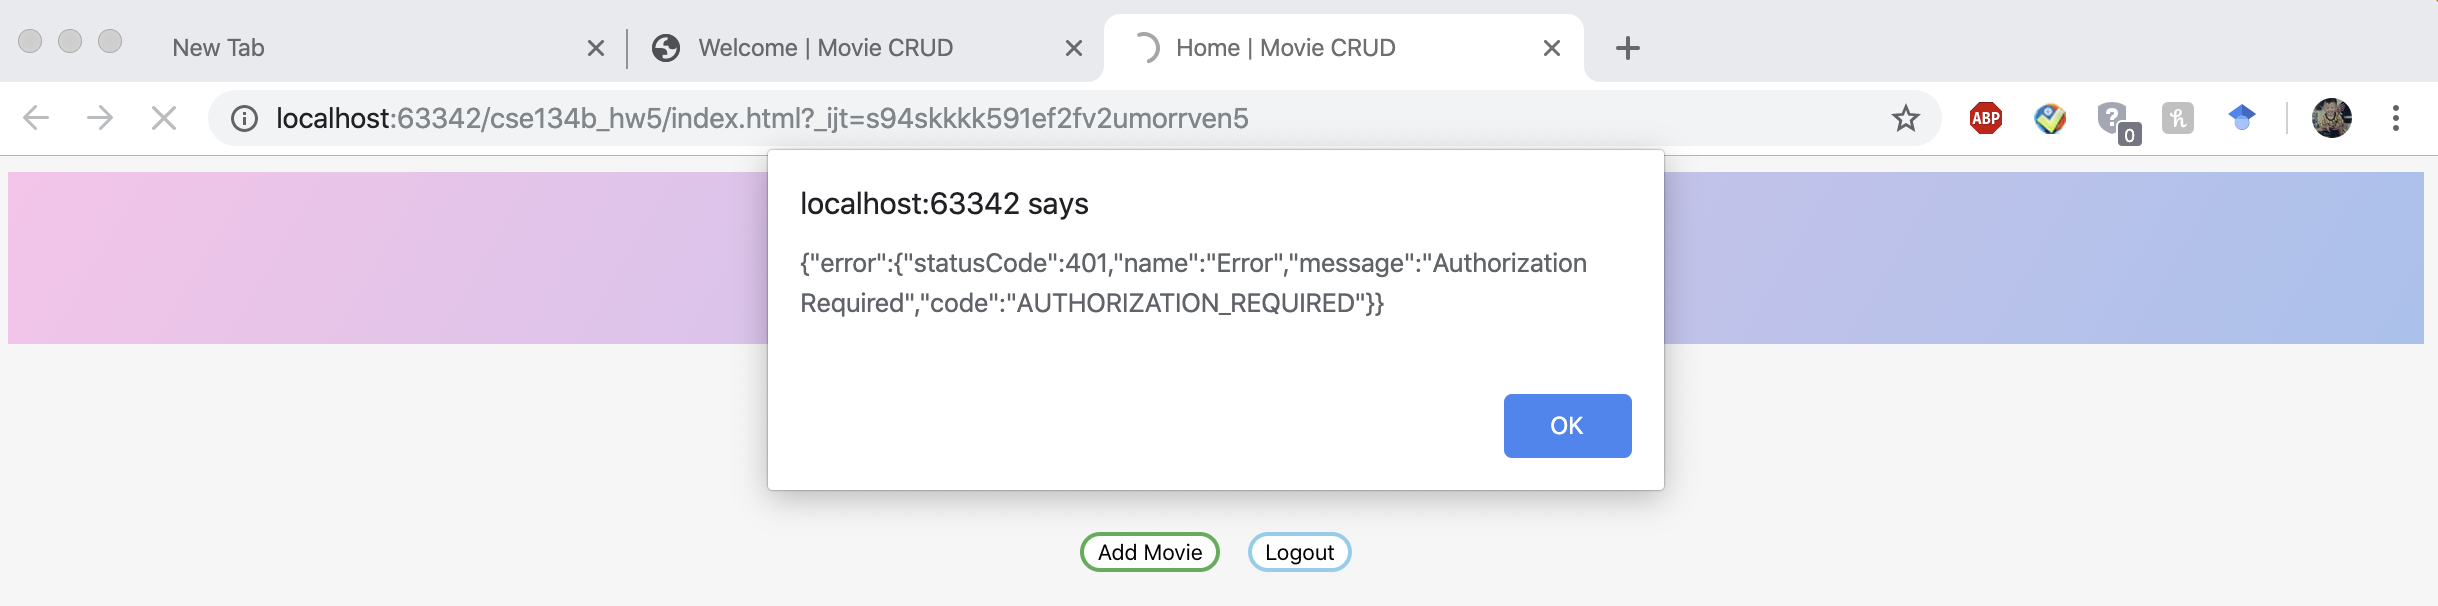 New Tab
Welcome | Movie CRUD
Home | Movie CRUD
localhost:63342/cse134b_hw5/index.html?_ijt=s94skkkk591ef2fv2umorrven5
ABP
?
0
h
localhost:63342 says
{"error":{"statusCode":401,"name":"Error","message":"Authorization
Required","code":"AUTHORIZATION_REQUIRED"}}
OK
Add Movie
Logout